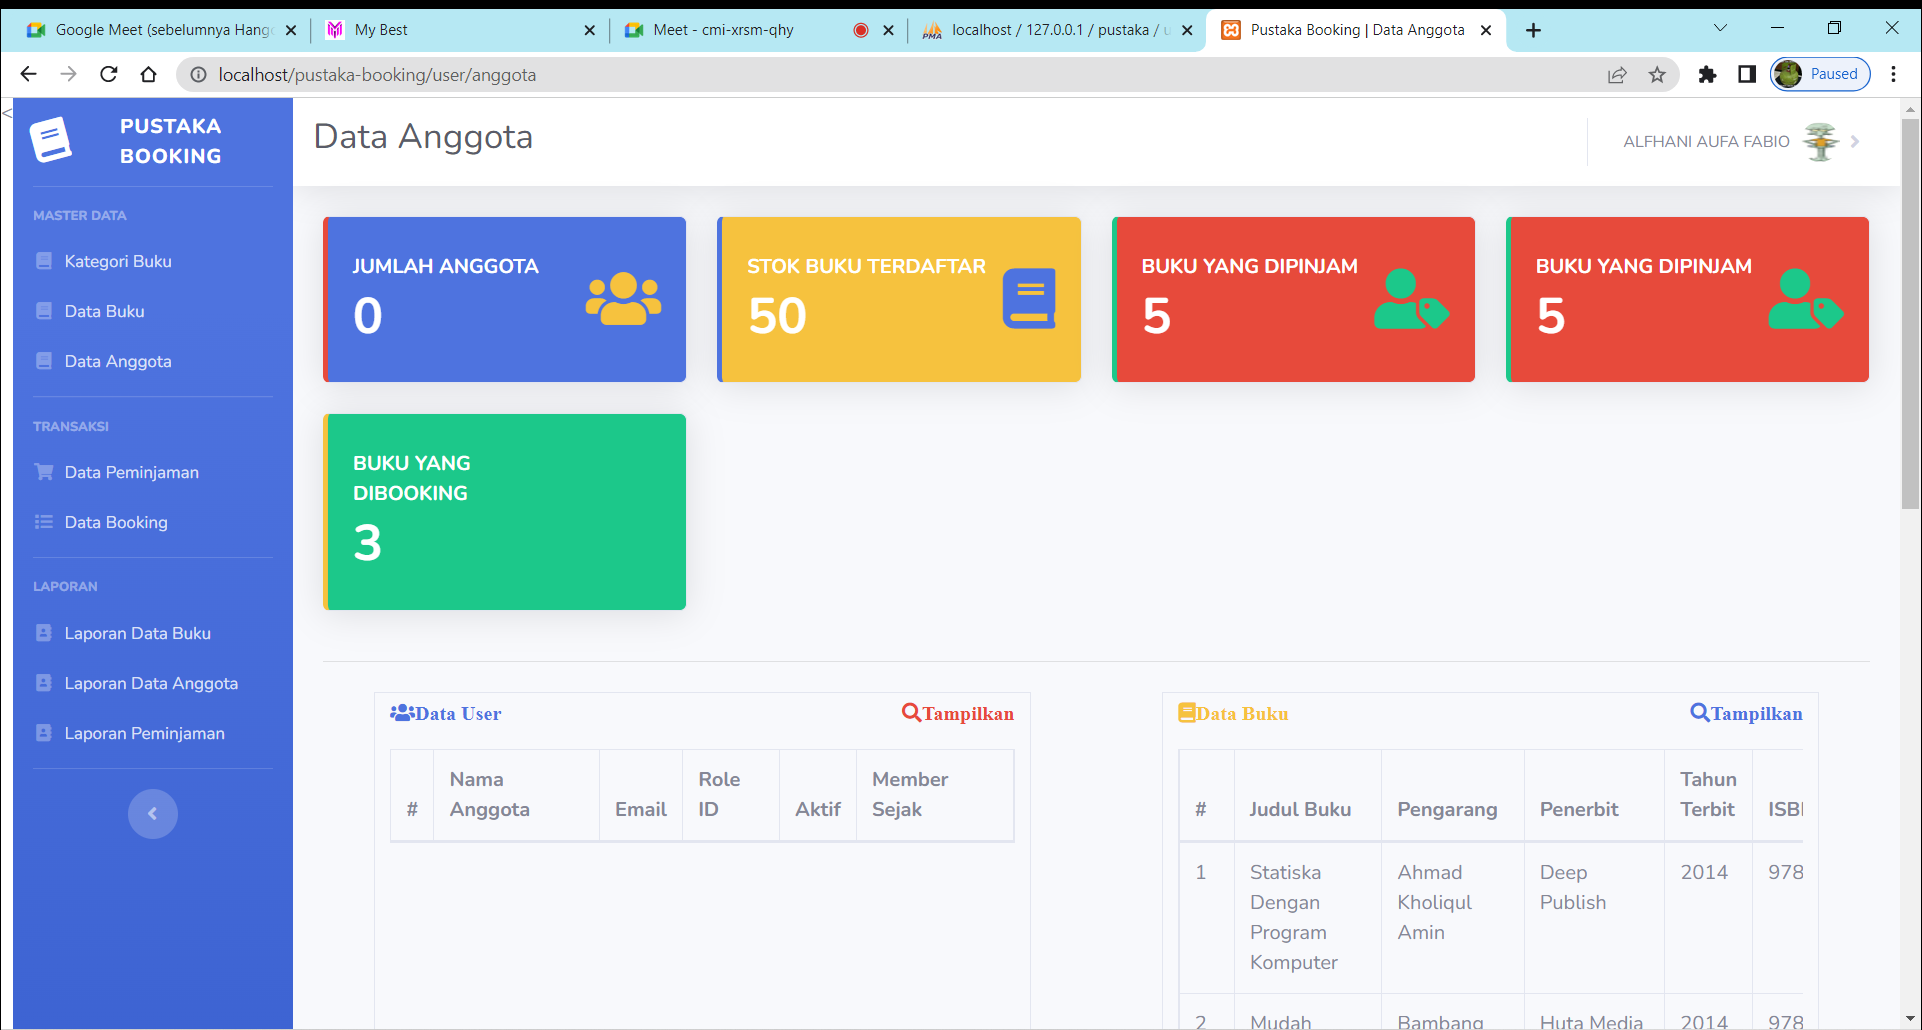 Google Meet (sebelumnya Hang
My Best
Meet - cmi-xrsm-qhy
localhost / 127.0.0.1 / pustaka / u
Pustaka Booking | Data Anggota
localhost/pustaka-booking/user/anggota
Paused
<
PUSTAKA
BOOKING
MASTER DATA
Kategori Buku
Data Buku
Data Anggota
TRANSAKSI
Data Peminjaman
Data Booking
LAPORAN
Laporan Data Buku
Laporan Data Anggota
Laporan Peminjaman
Data Anggota
ALFHANI AUFA FABIO
JUMLAH ANGGOTA
0
STOK BUKU TERDAFTAR
50
BUKU YANG DIPINJAM
5
BUKU YANG DIPINJAM
5
BUKU YANG
DIBOOKING
3
Data User
Tampilkan
#
Nama
Anggota
Email
Role
ID
Aktif
Member
Sejak
Data Buku
Tampilkan
#
Judul Buku
Pengarang
Penerbit
Tahun
Terbit
ISB
1
Statiska
Dengan
Program
Komputer
Ahmad
Kholiqul
Amin
Deep
Publish
2014
978
2
Mudah
Bambang
Huta Media
2014
978